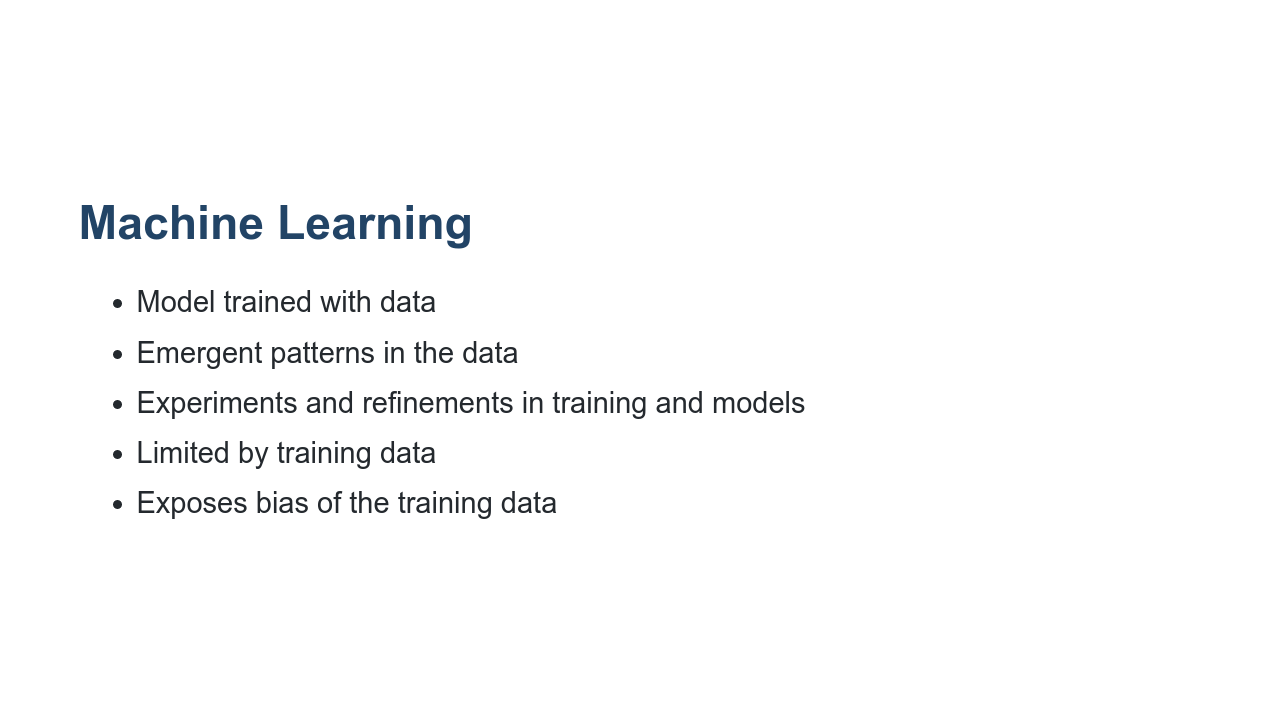 Machine Learning
• Model trained with data
• Emergent patterns in the data
• Experiments and refinements in training and models
• Limited by training data
• Exposes bias of the training data